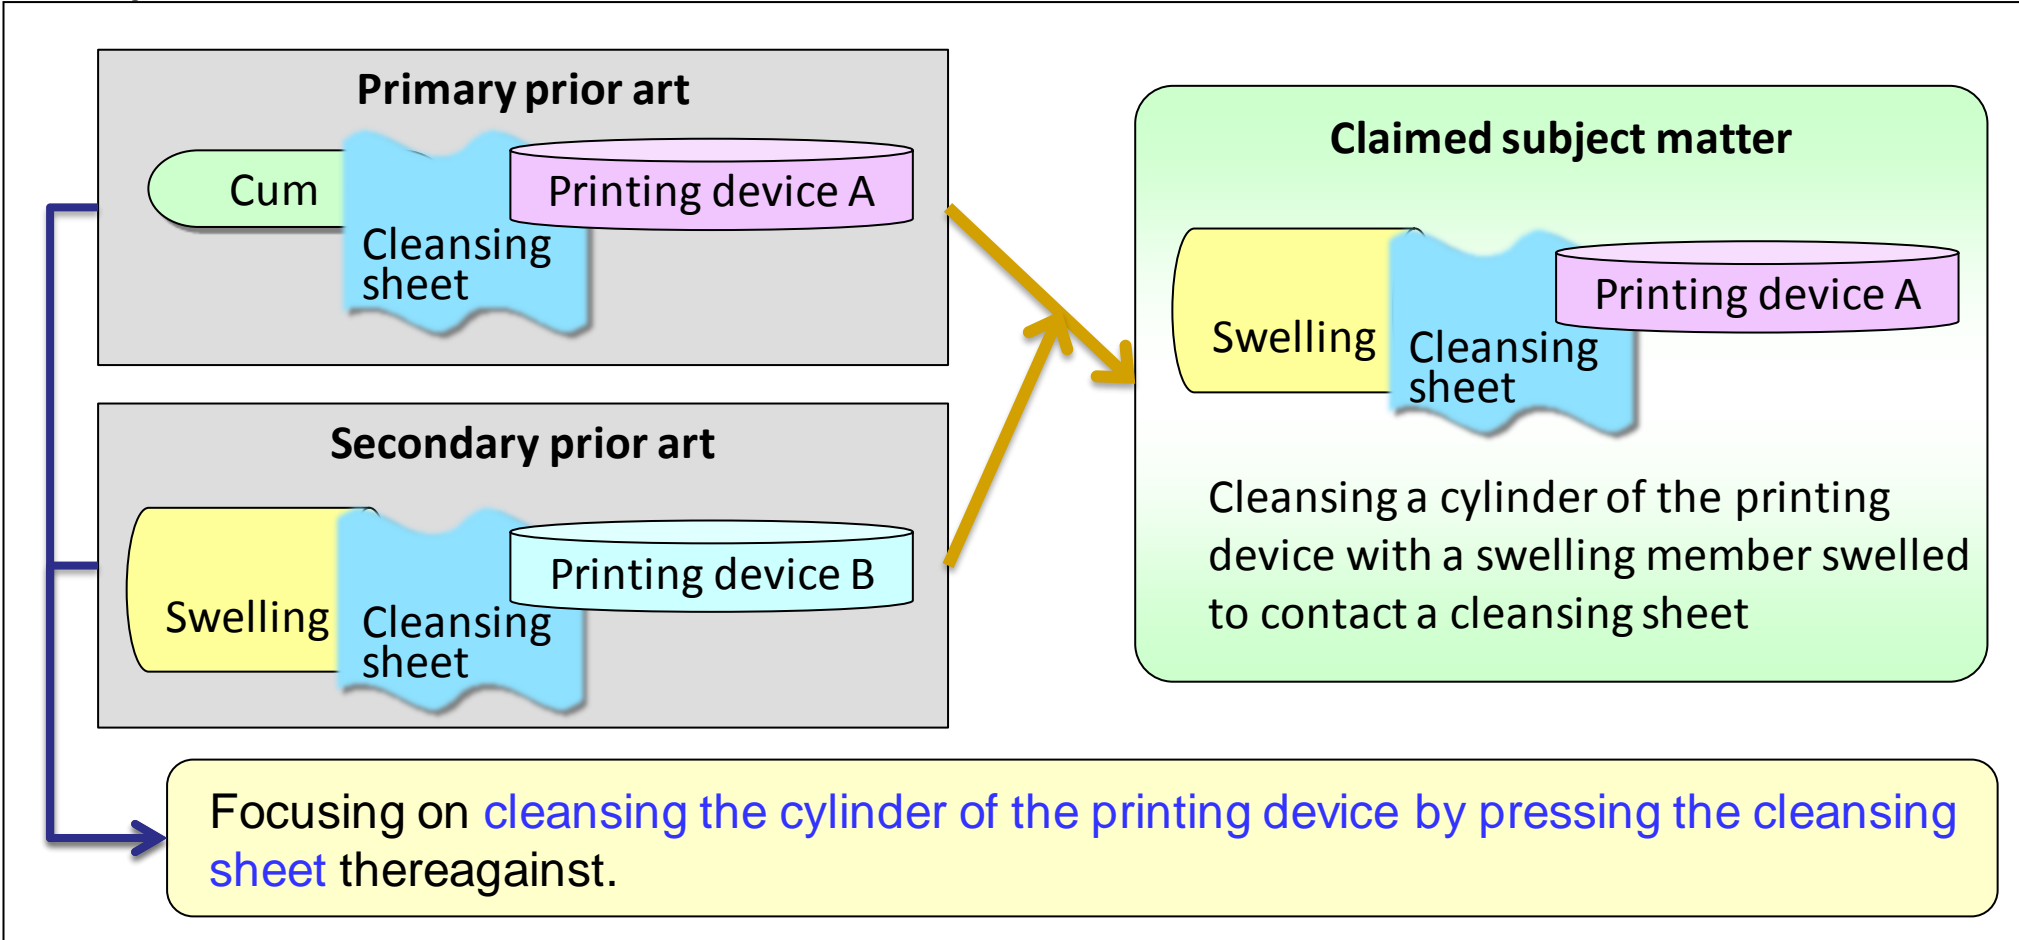 Primary prior art
Cum
Cleansing
sheet
Printing device A
Secondary prior art
Swelling
Cleansing
sheet
Printing device B
Claimed subject matter
Swelling
Cleansing
sheet
Printing device A
Cleansing a cylinder of the printing
device with a swelling member swelled
to contact a cleansing sheet
Focusing on cleansing the cylinder of the printing device by pressing the cleansing
sheet thereagainst.